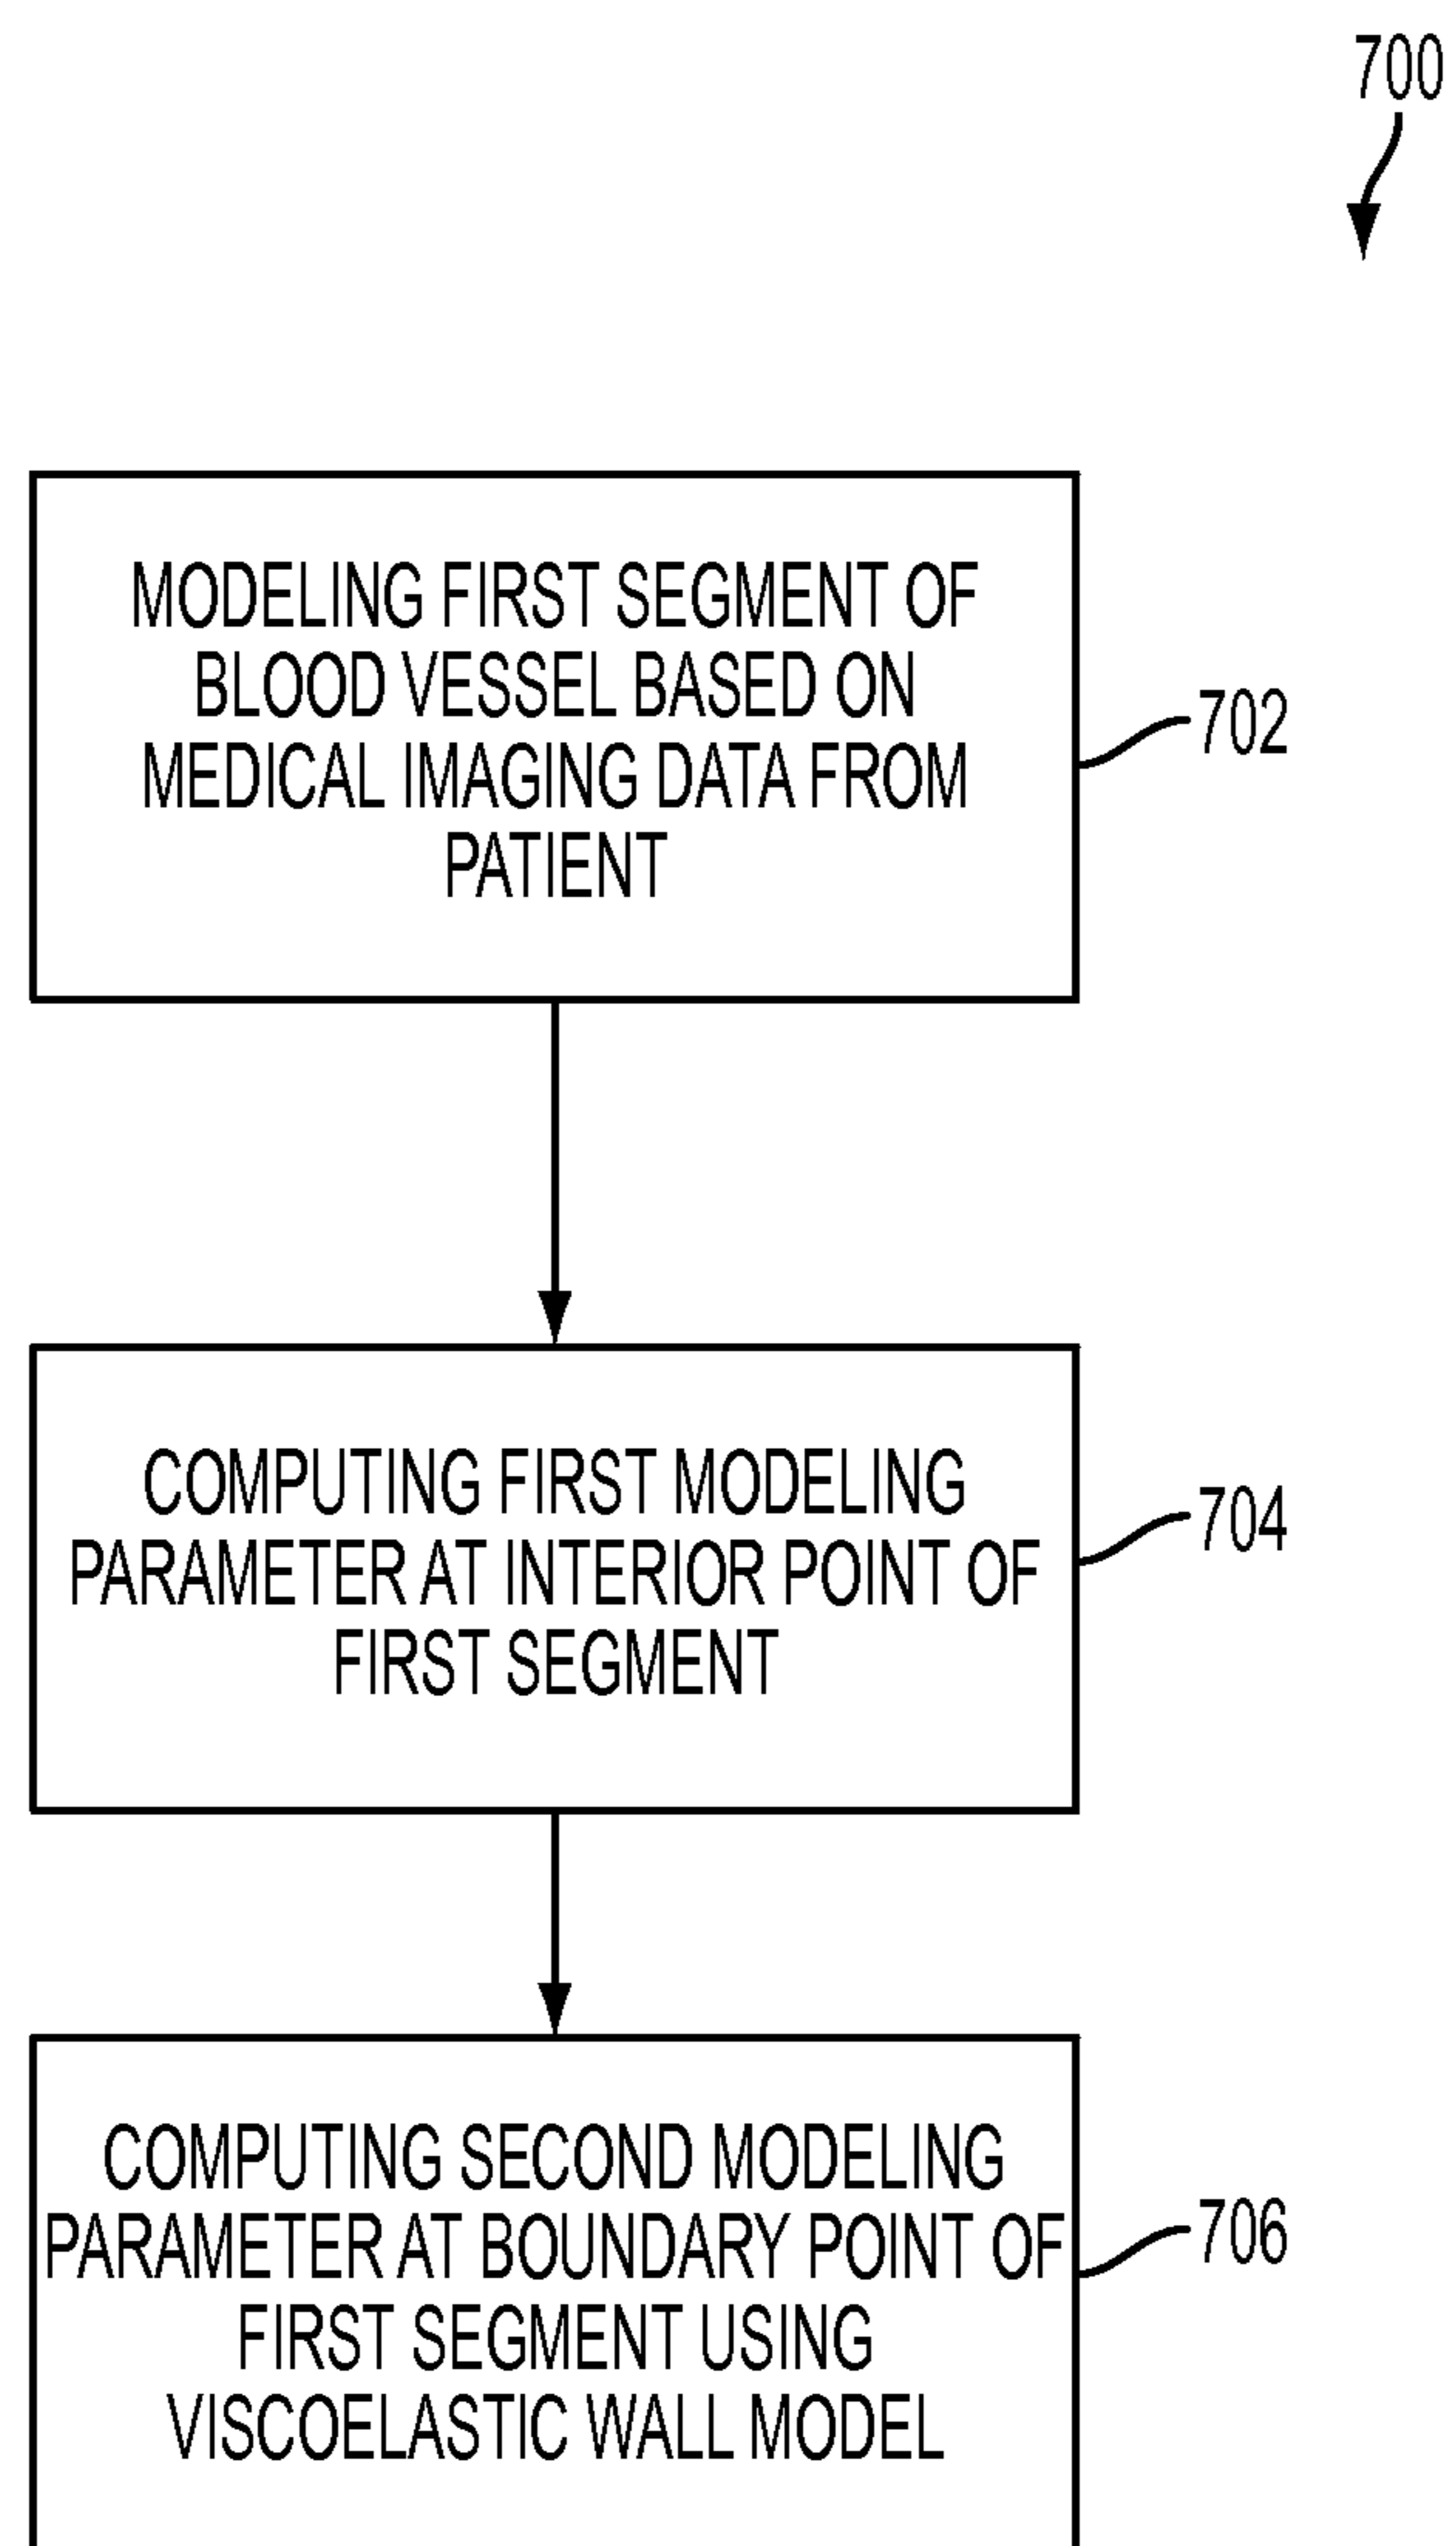 700
MODELING FIRST SEGMENT OF
BLOOD VESSEL BASED ON
MEDICAL IMAGING DATA FROM
PATIENT
702
COMPUTING FIRST MODELING
PARAMETER AT INTERIOR POINT OF
FIRST SEGMENT
704
COMPUTING SECOND MODELING
PARAMETER AT BOUNDARY POINT OF
FIRST SEGMENT USING
VISCOELASTIC WALL MODEL
706